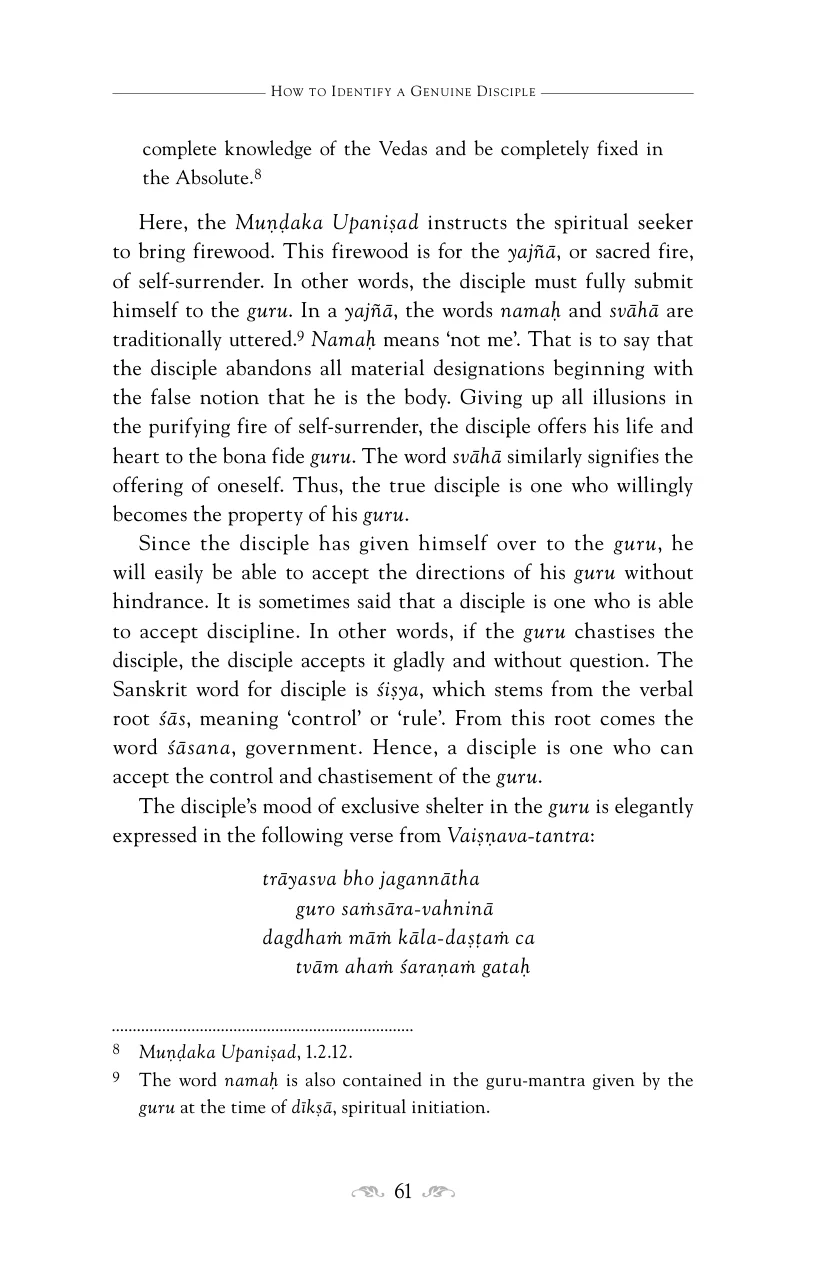 How to Identify a Genuine Disciple
complete knowledge of the Vedas and be completely fixed in
the Absolute.8
Here, the Muṇḍaka Upaniṣad instructs the spiritual seeker
to bring firewood. This firewood is for the yajñā, or sacred fire,
of self-surrender. In other words, the disciple must fully submit
himself to the guru. In a yajñā, the words namaḥ and svāhā are
traditionally uttered.9 Namaḥ means ‘not me’. That is to say that
the disciple abandons all material designations beginning with
the false notion that he is the body. Giving up all illusions in
the purifying fire of self-surrender, the disciple offers his life and
heart to the bona fide guru. The word svāhā similarly signifies the
offering of oneself. Thus, the true disciple is one who willingly
becomes the property of his guru.
Since the disciple has given himself over to the guru, he
will easily be able to accept the directions of his guru without
hindrance. It is sometimes said that a disciple is one who is able
to accept discipline. In other words, if the guru chastises the
disciple, the disciple accepts it gladly and without question. The
Sanskrit word for disciple is śiṣya, which stems from the verbal
root śās, meaning ‘control’ or ‘rule’. From this root comes the
word śāsana, government. Hence, a disciple is one who can
accept the control and chastisement of the guru.
The disciple’s mood of exclusive shelter in the guru is elegantly
expressed in the following verse from Vaiṣṇava-tantra:
trāyasva bho jagannātha
guro saṁsāra-vahninā
dagdhaṁ māṁ kāla-daṣṭaṁ ca
tvām ahaṁ śaraṇaṁ gataḥ
8 Muṇḍaka Upaniṣad, 1.2.12.
9 The word namaḥ is also contained in the guru-mantra given by the
guru at the time of dīkṣā, spiritual initiation.
61